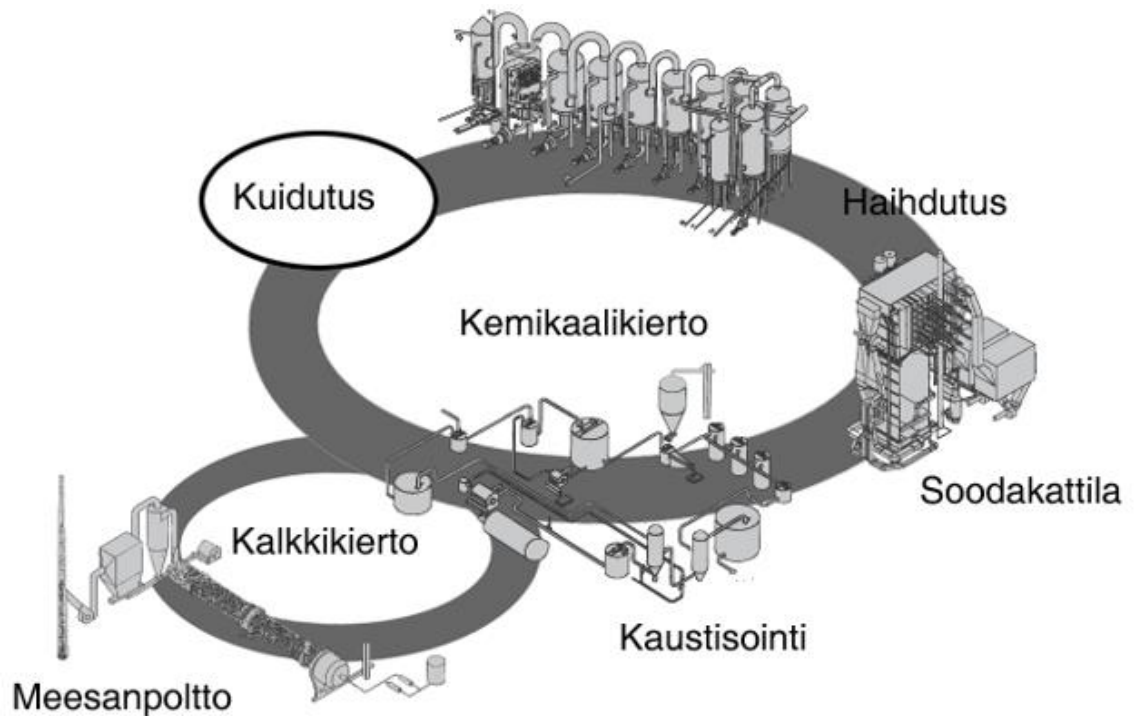 Kuidutus
Haihdutus
Kemikaalikierto
Soodakattila
Kalkkikierto
Kaustisointi
Meesanpoltto